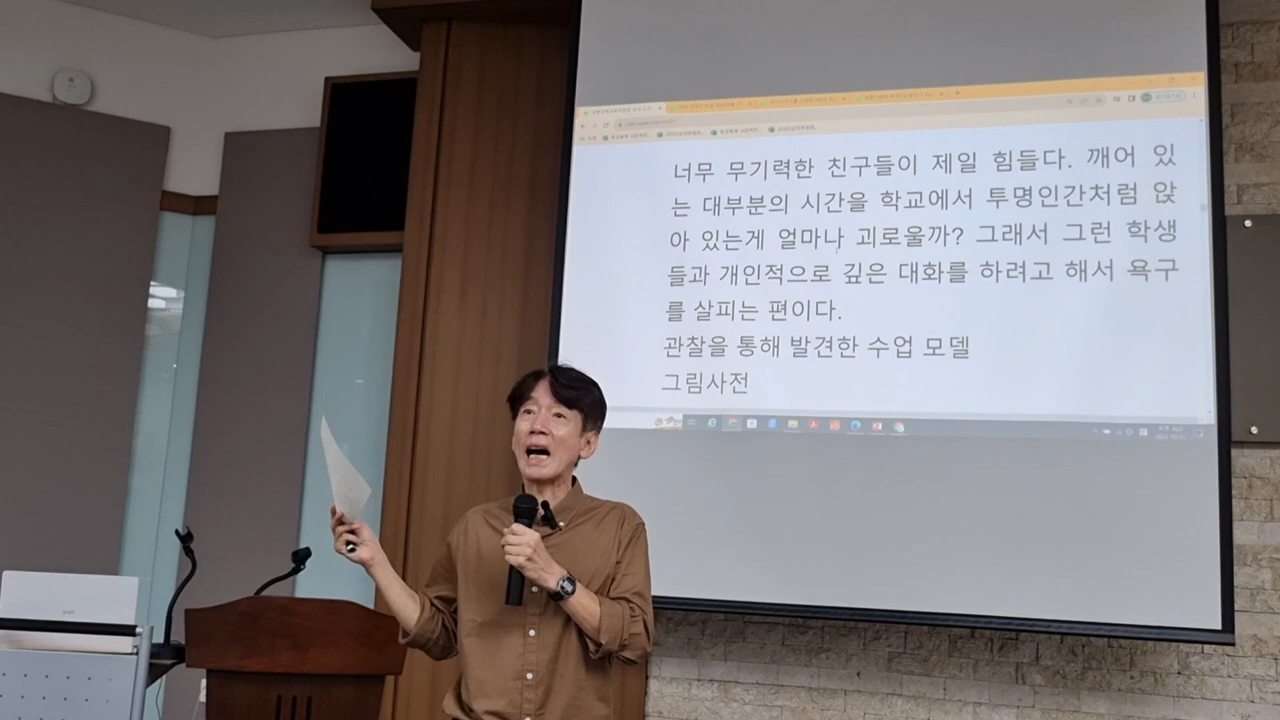 너무 무기력한 친구들이 제일 힘들다. 깨어 있
는 대부분의 시간을 학교에서 투명인간처럼 앉
아 있는게 얼마나 괴로울까? 그래서 그런 학생
들과 개인적으로 깊은 대화를 하려고 해서 욕구
를 살피는 편이다.
관찰을 통해 발견한 수업 모델
그림사전
gram